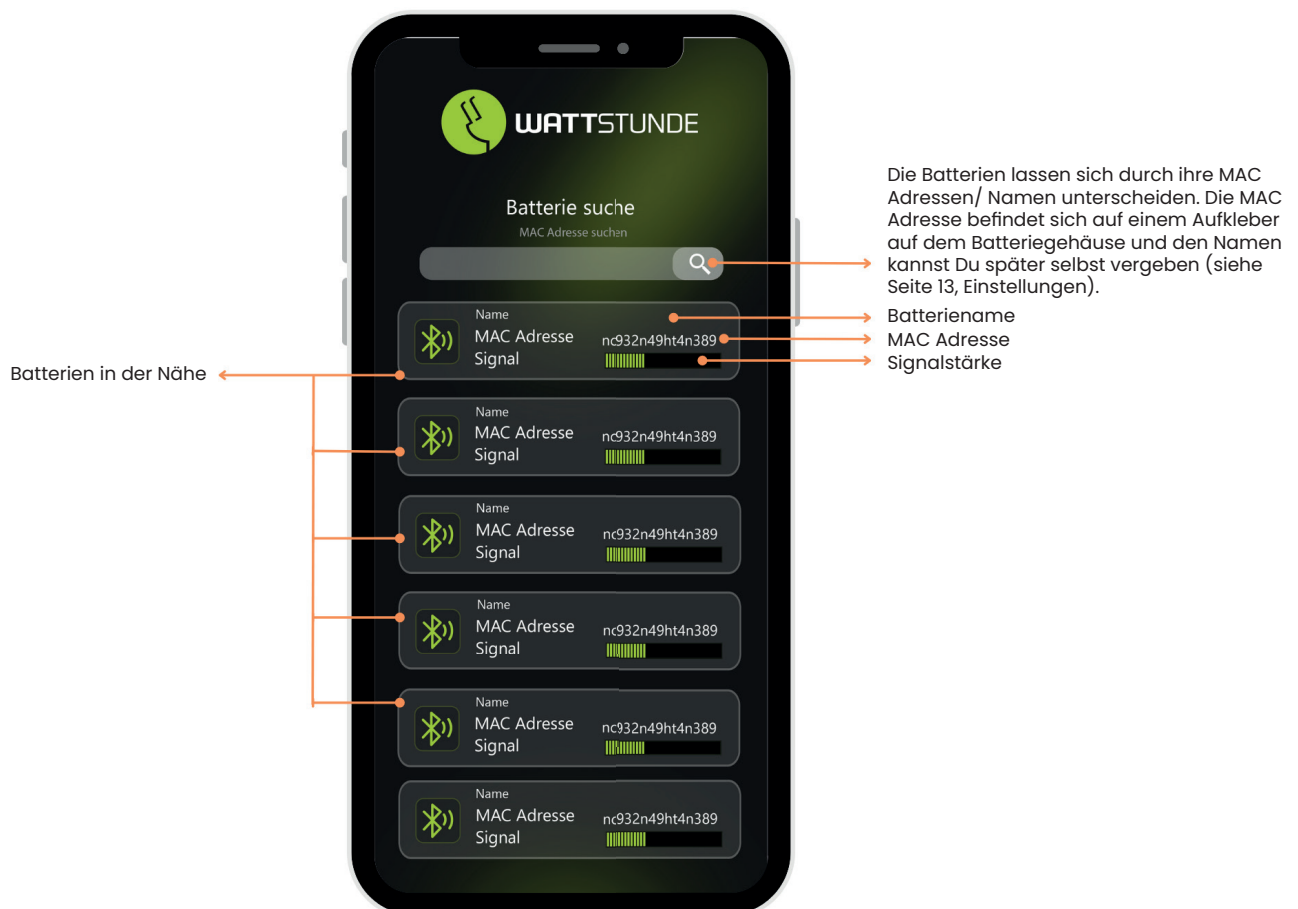 WATTSTUNDE
Batterie suche
MAC Adresse suchen
Die Batterien lassen sich durch ihre MAC
Adressen/ Namen unterscheiden. Die MAC
Adresse befindet sich auf einem Aufkleber
auf dem Batteriegehäuse und den Namen
kannst Du später selbst vergeben (siehe
Seite 13, Einstellungen).
Batteriename
MAC Adresse
Signalstärke
Batterien in der Nähe
Name
MAC Adresse nc932n49ht4n389
Signal
Name
MAC Adresse nc932n49ht4n389
Signal
Name
MAC Adresse nc932n49ht4n389
Signal
Name
MAC Adresse nc932n49ht4n389
Signal
Name
MAC Adresse nc932n49ht4n389
Signal
Name
MAC Adresse nc932n49ht4n389
Signal